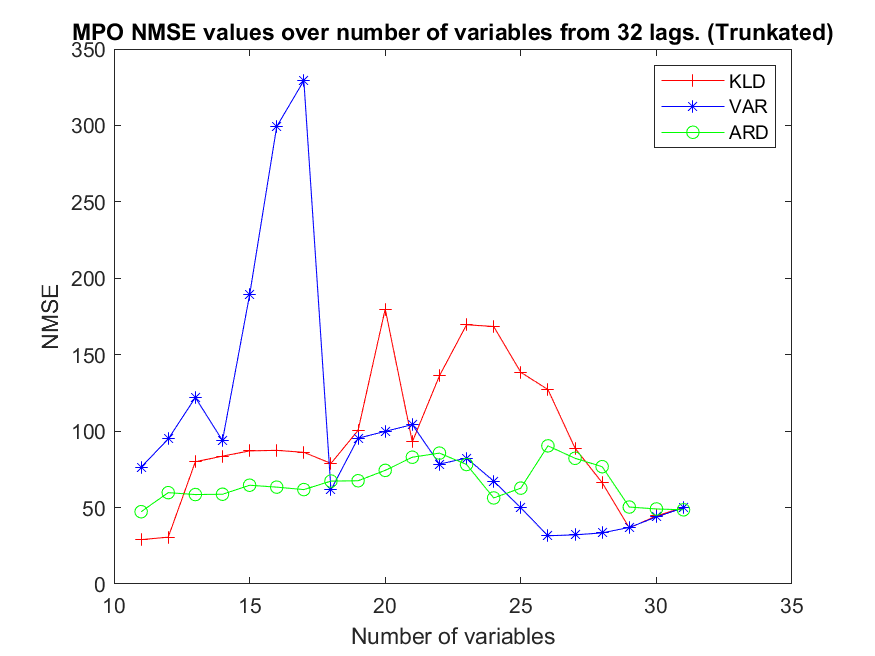 MPO NMSE values over number of variables from 32 lags. (Trunkated)
350
300
250
200
150
100
50
0
NMSE
KLD
VAR
ARD
10
15
20
25
30
35
Number of variables